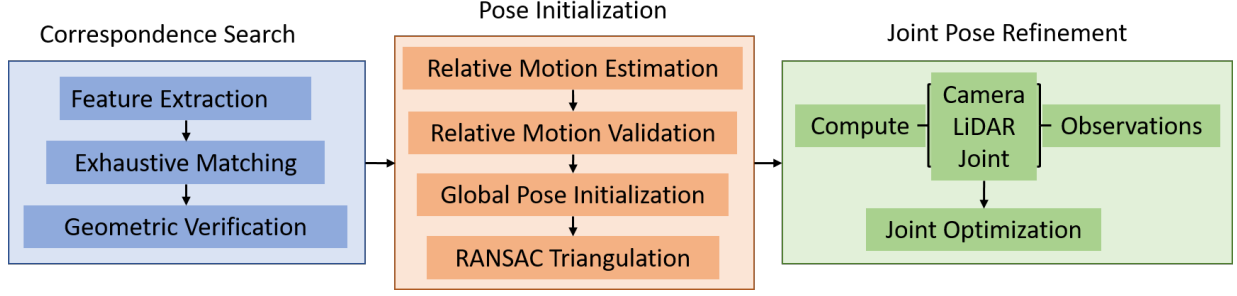 Correspondence Search
Feature Extraction
Exhaustive Matching
Geometric Verification
Pose Initialization
Relative Motion Estimation
Relative Motion Validation
Global Pose Initialization
RANSAC Triangulation
Joint Pose Refinement
Compute
Camera
LiDAR
Joint
Observations
Joint Optimization